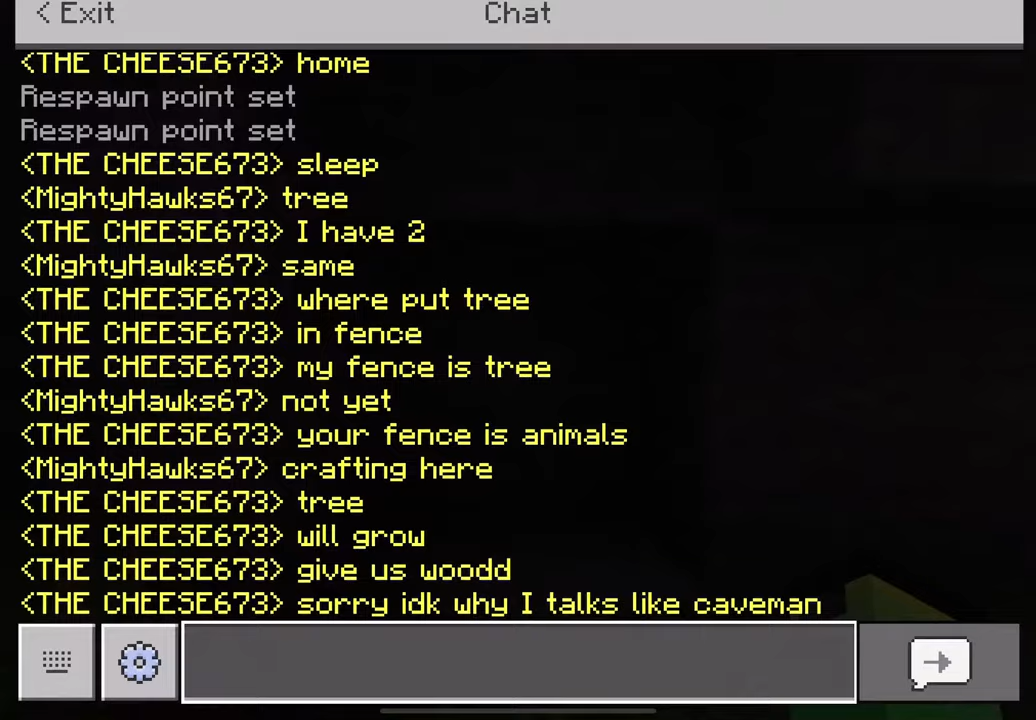 < Exit
Chat
<THE CHEESE673> home
Respawn point set
Respawn point set
<THE CHEESE673> sleep
<MightyHawks67> tree
<THE CHEESE673> I have 2
<MightyHawks67> same
<THE CHEESE673> where put tree
<THE CHEESE673> in fence
<THE CHEESE673> my fence is tree
<MightyHawks67> not yet
<THE CHEESE673> your fence is animals
<MightyHawks67> crafting here
<THE CHEESE673> tree
<THE CHEESE673> will grow
<THE CHEESE673> give us woodd
<THE CHEESE673> sorry idk why I talks like caveman